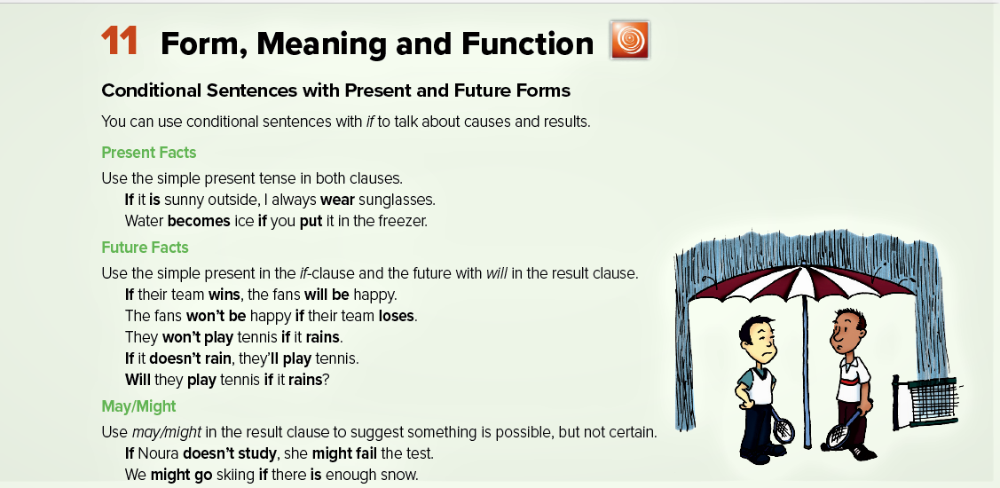 11 Form, Meaning and Function
Conditional Sentences with Present and Future Forms
You can use conditional sentences with if to talk about causes and results.
Present Facts
Use the simple present tense in both clauses.
If it is sunny outside, I always wear sunglasses.
Water becomes ice if you put it in the freezer.
Future Facts
Use the simple present in the if-clause and the future with will in the result clause.
If their team wins, the fans will be happy.
The fans won't be happy if their team loses.
They won't play tennis if it rains.
If it doesn't rain, they'll play tennis.
Will they play tennis if it rains?
May/Might
Use may/might in the result clause to suggest something is possible, but not certain.
If Noura doesn't study, she might fail the test.
We might go skiing if there is enough snow.